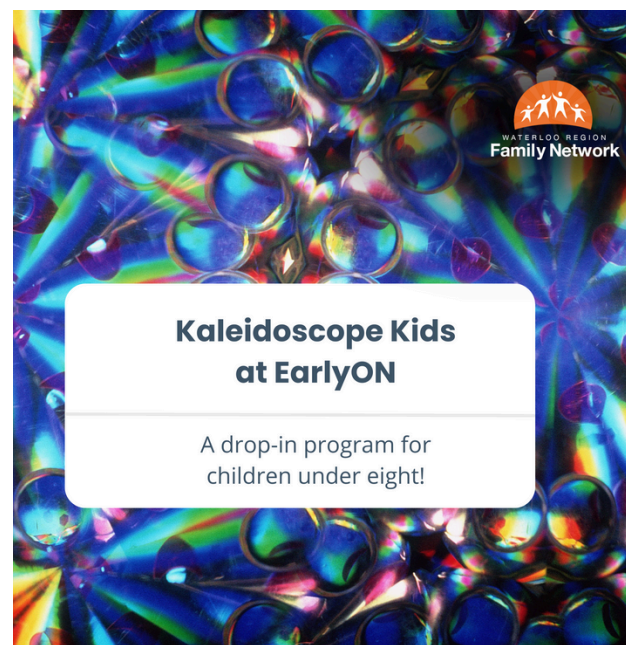 WATERLOO REGION
Family Network
Kaleidoscope Kids
at EarlyON
A drop-in program for
children under eight!